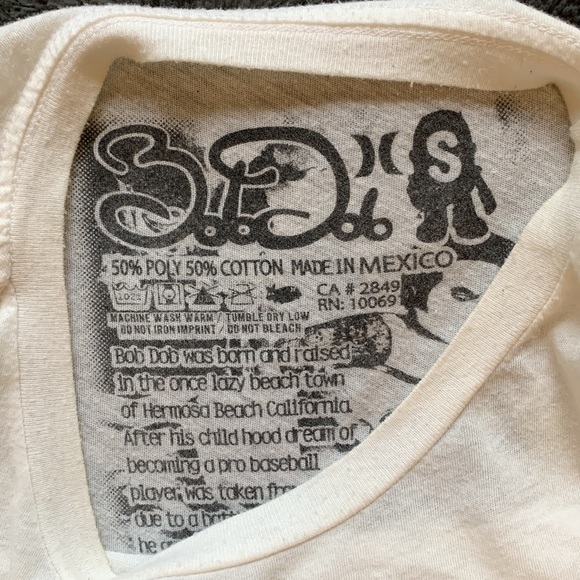 Bob Dob S
50% POLY 50% COTTON MADE IN MEXICO
CA # 2849
RN: 10069
MACHINE WASH WARM / TUMBLE DRY LOW
DO NOT IRON IMPRINT / DO NOT BLEACH
Bob Dob was born and raised
in the once lazy beach town
of Hermosa Beach California.
After his child hood dream of
becoming a pro baseball
player was taken
due to a
he